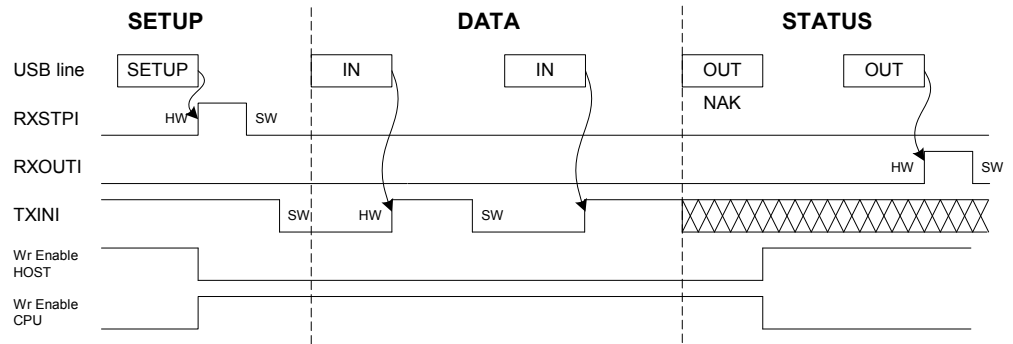 SETUP DATA STATUS
USB line SETUP IN IN OUT OUT
NAK
RXSTPI HW SW
RXOUTI HW SW
TXINI SW HW SW
Wr Enable
HOST
Wr Enable
CPU